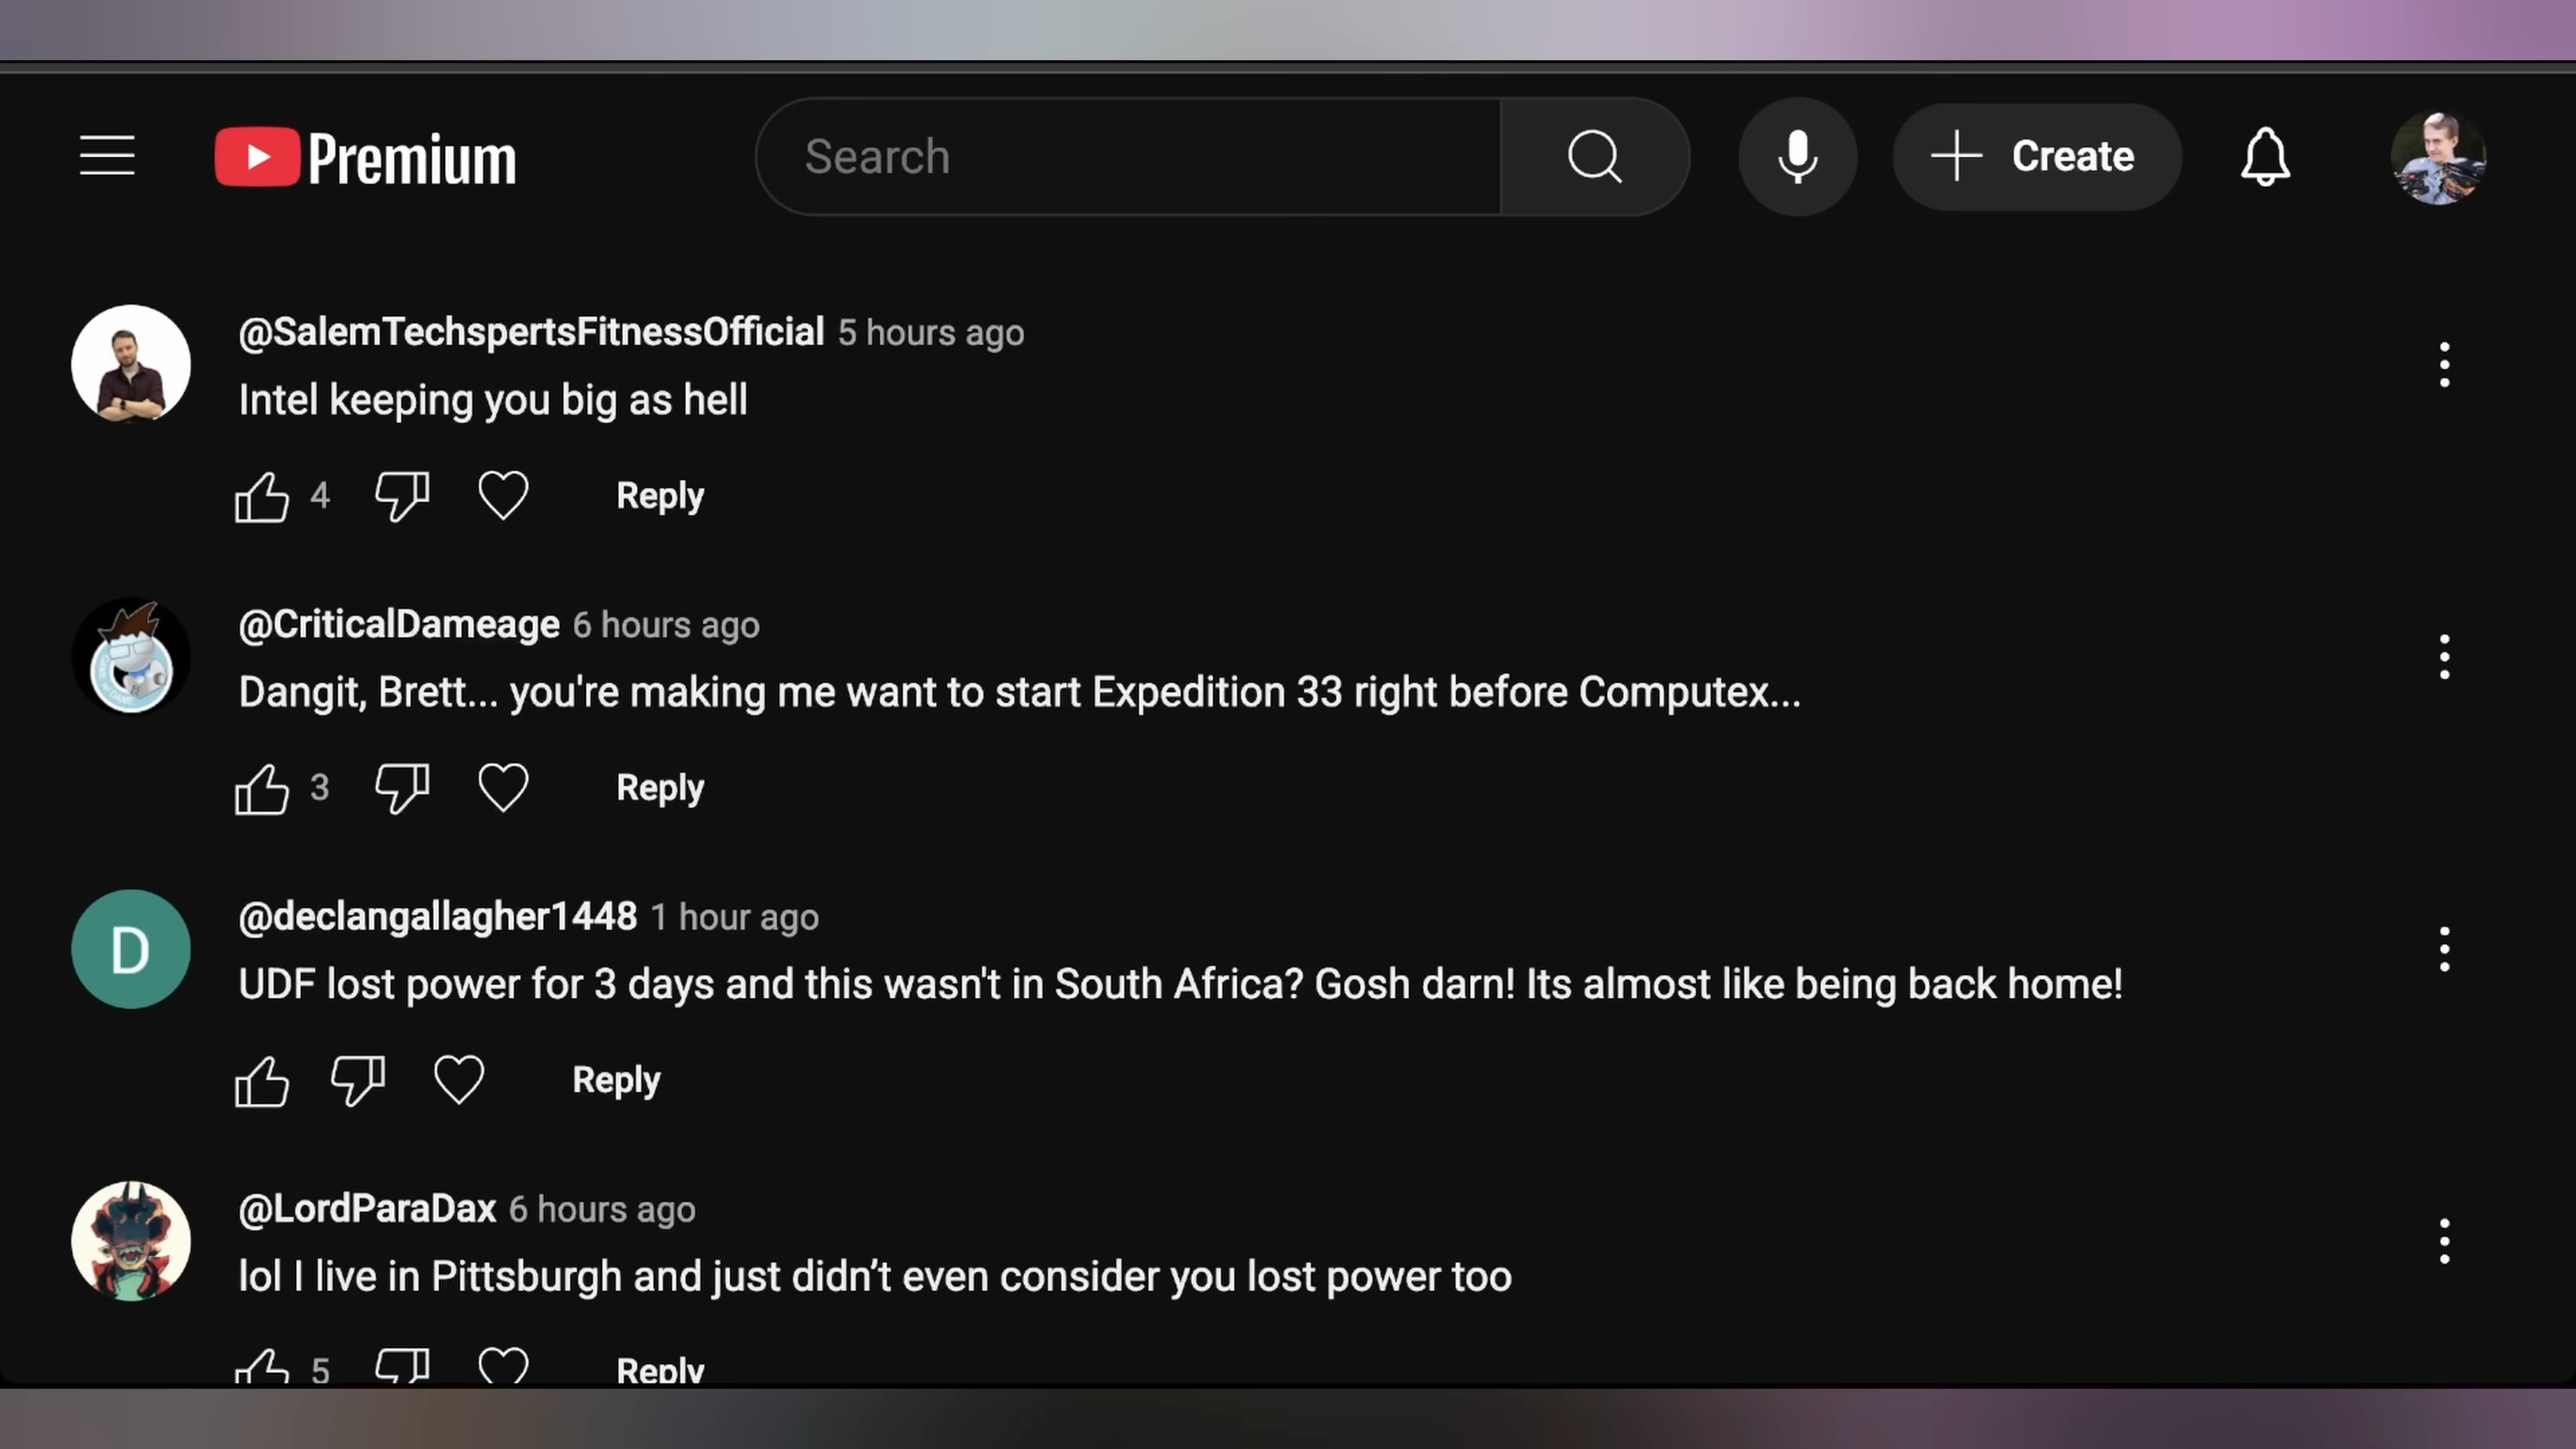 Premium
Search
Create
@SalemTechspertsFitnessOfficial 5 hours ago
Intel keeping you big as hell
4 Reply
@CriticalDameage 6 hours ago
Dangit, Brett... you're making me want to start Expedition 33 right before Computex...
3 Reply
D
@declangallagher1448 1 hour ago
UDF lost power for 3 days and this wasn't in South Africa? Gosh darn! Its almost like being back home!
Reply
@LordParaDax 6 hours ago
lol I live in Pittsburgh and just didn’t even consider you lost power too
5 Reply